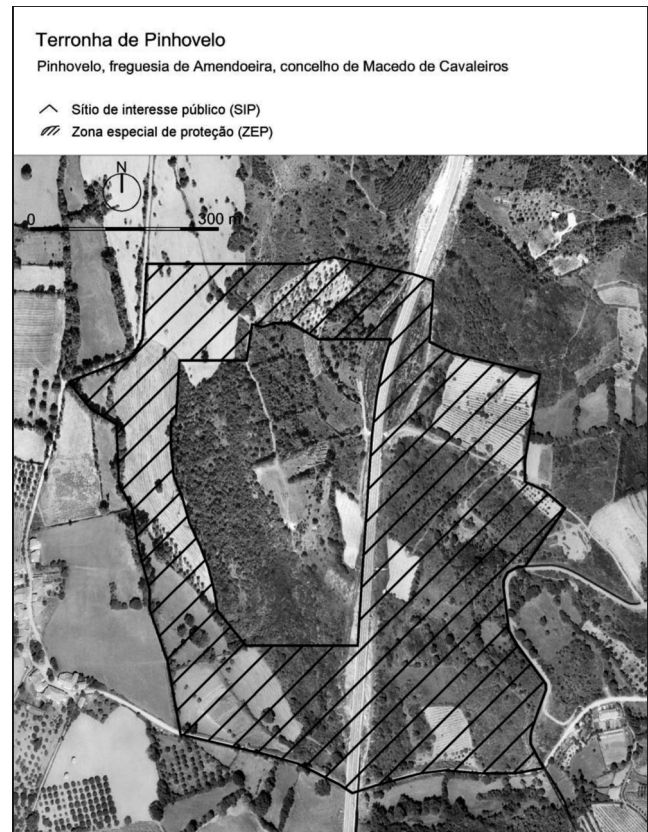 Terronha de Pinhovelo
Pinhovelo, freguesia de Amendoeira, concelho de Macedo de Cavaleiros
Sítio de interesse público (SIP)
Zona especial de proteção (ZEP)
N
0 300 m